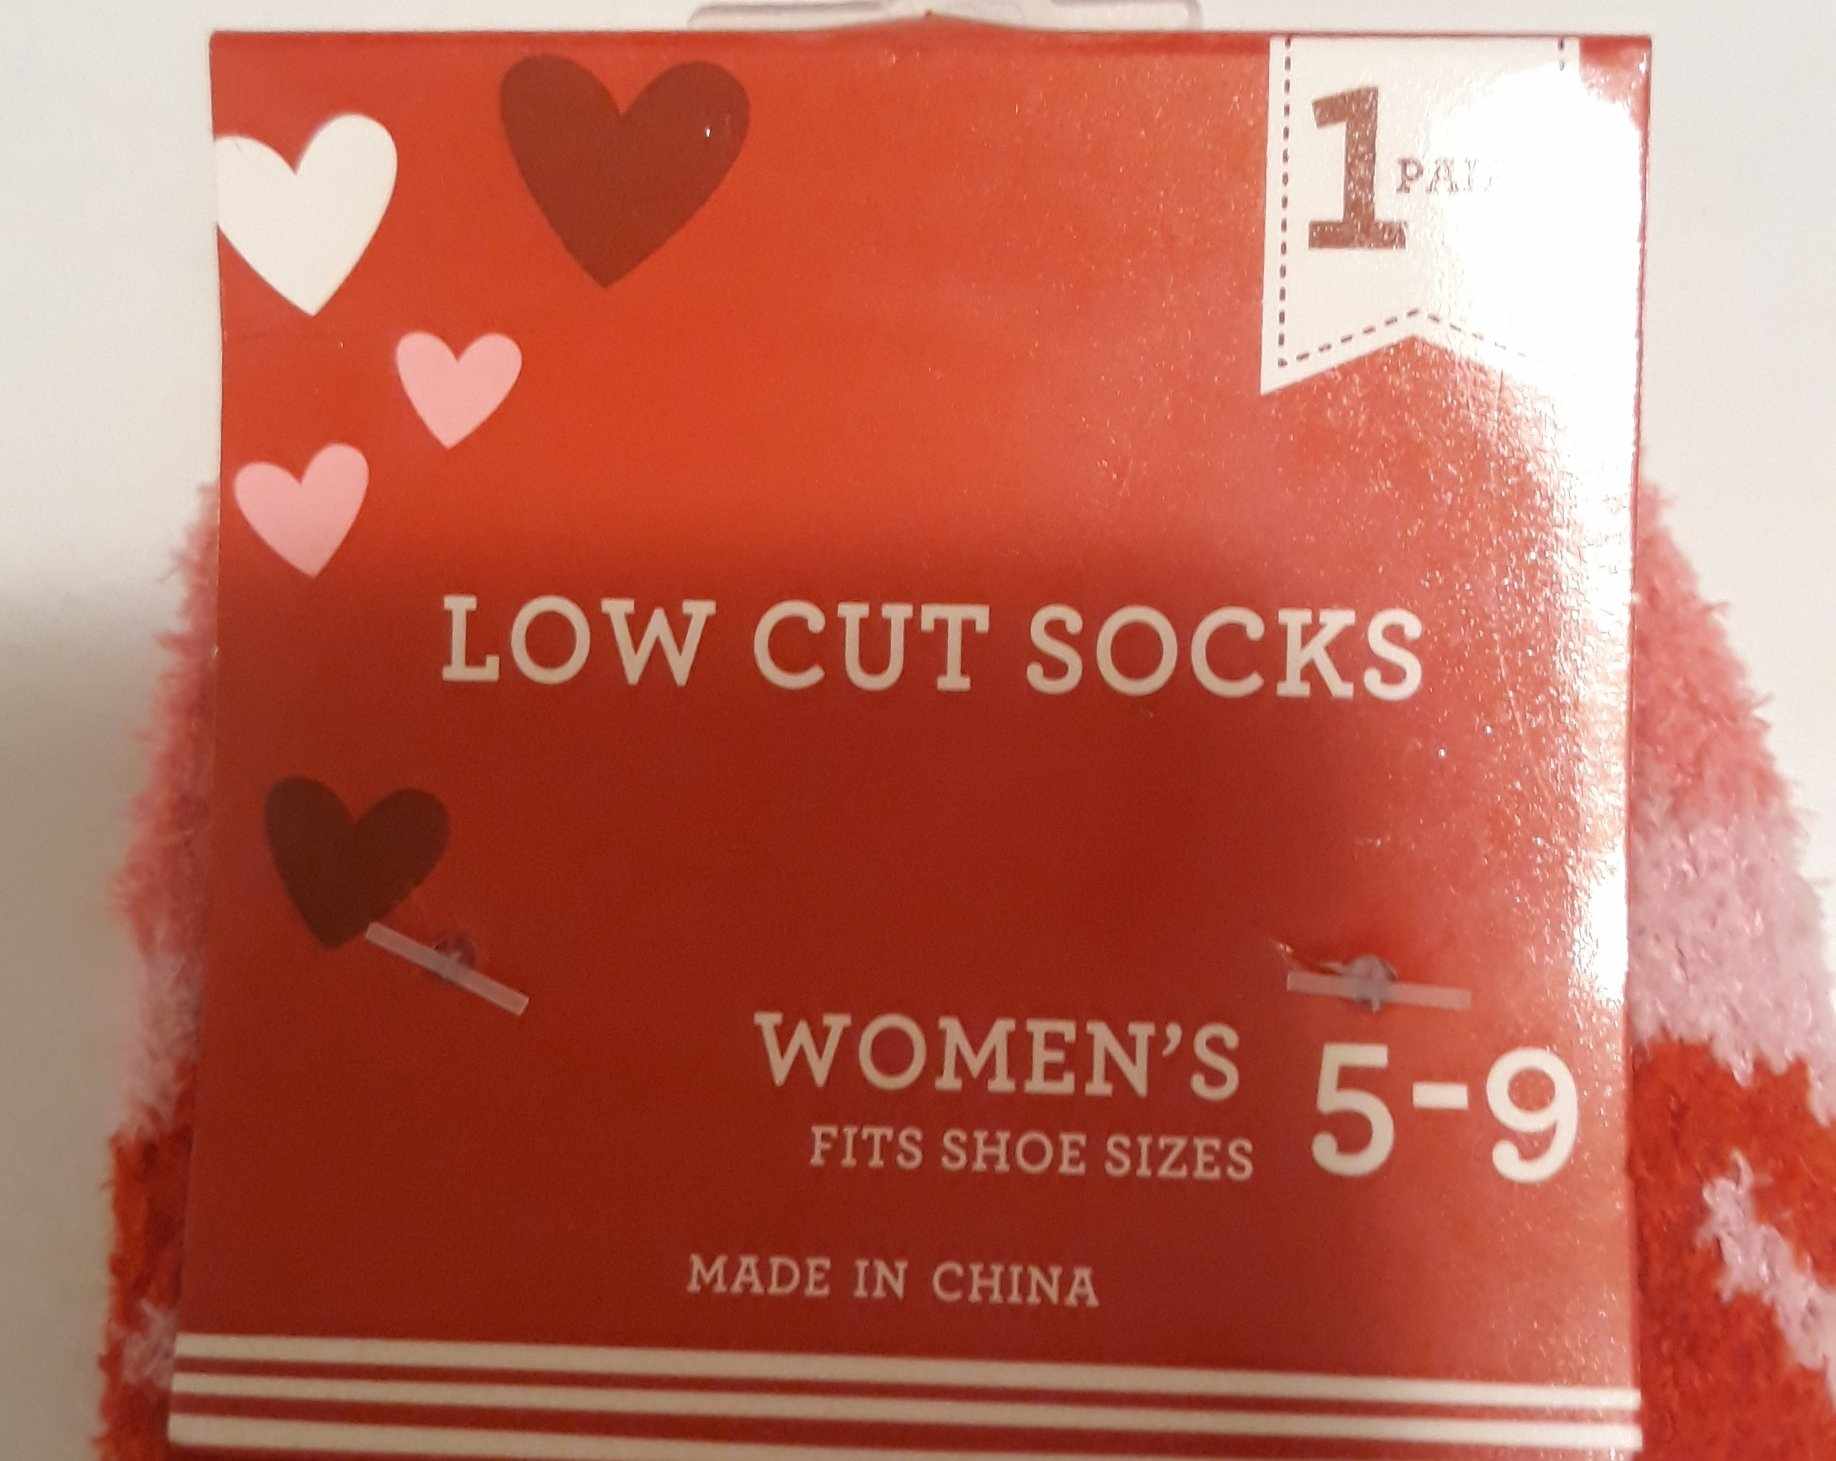 1
LOW CUT SOCKS
WOMEN'S
FITS SHOE SIZES
5-9
MADE IN CHINA